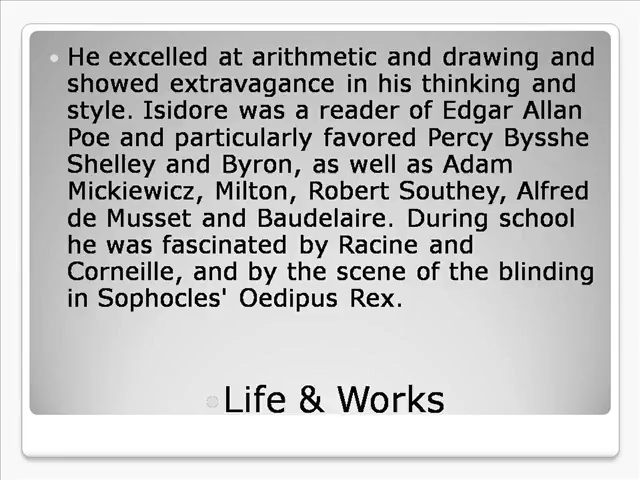 He excelled at arithmetic and drawing and
showed extravagance in his thinking and
style. Isidore was a reader of Edgar Allan
Poe and particularly favored Percy Bysshe
Shelley and Byron, as well as Adam
Mickiewicz, Milton, Robert Southey, Alfred
de Musset and Baudelaire. During school
he was fascinated by Racine and
Corneille, and by the scene of the blinding
in Sophocles' Oedipus Rex.
Life & Works